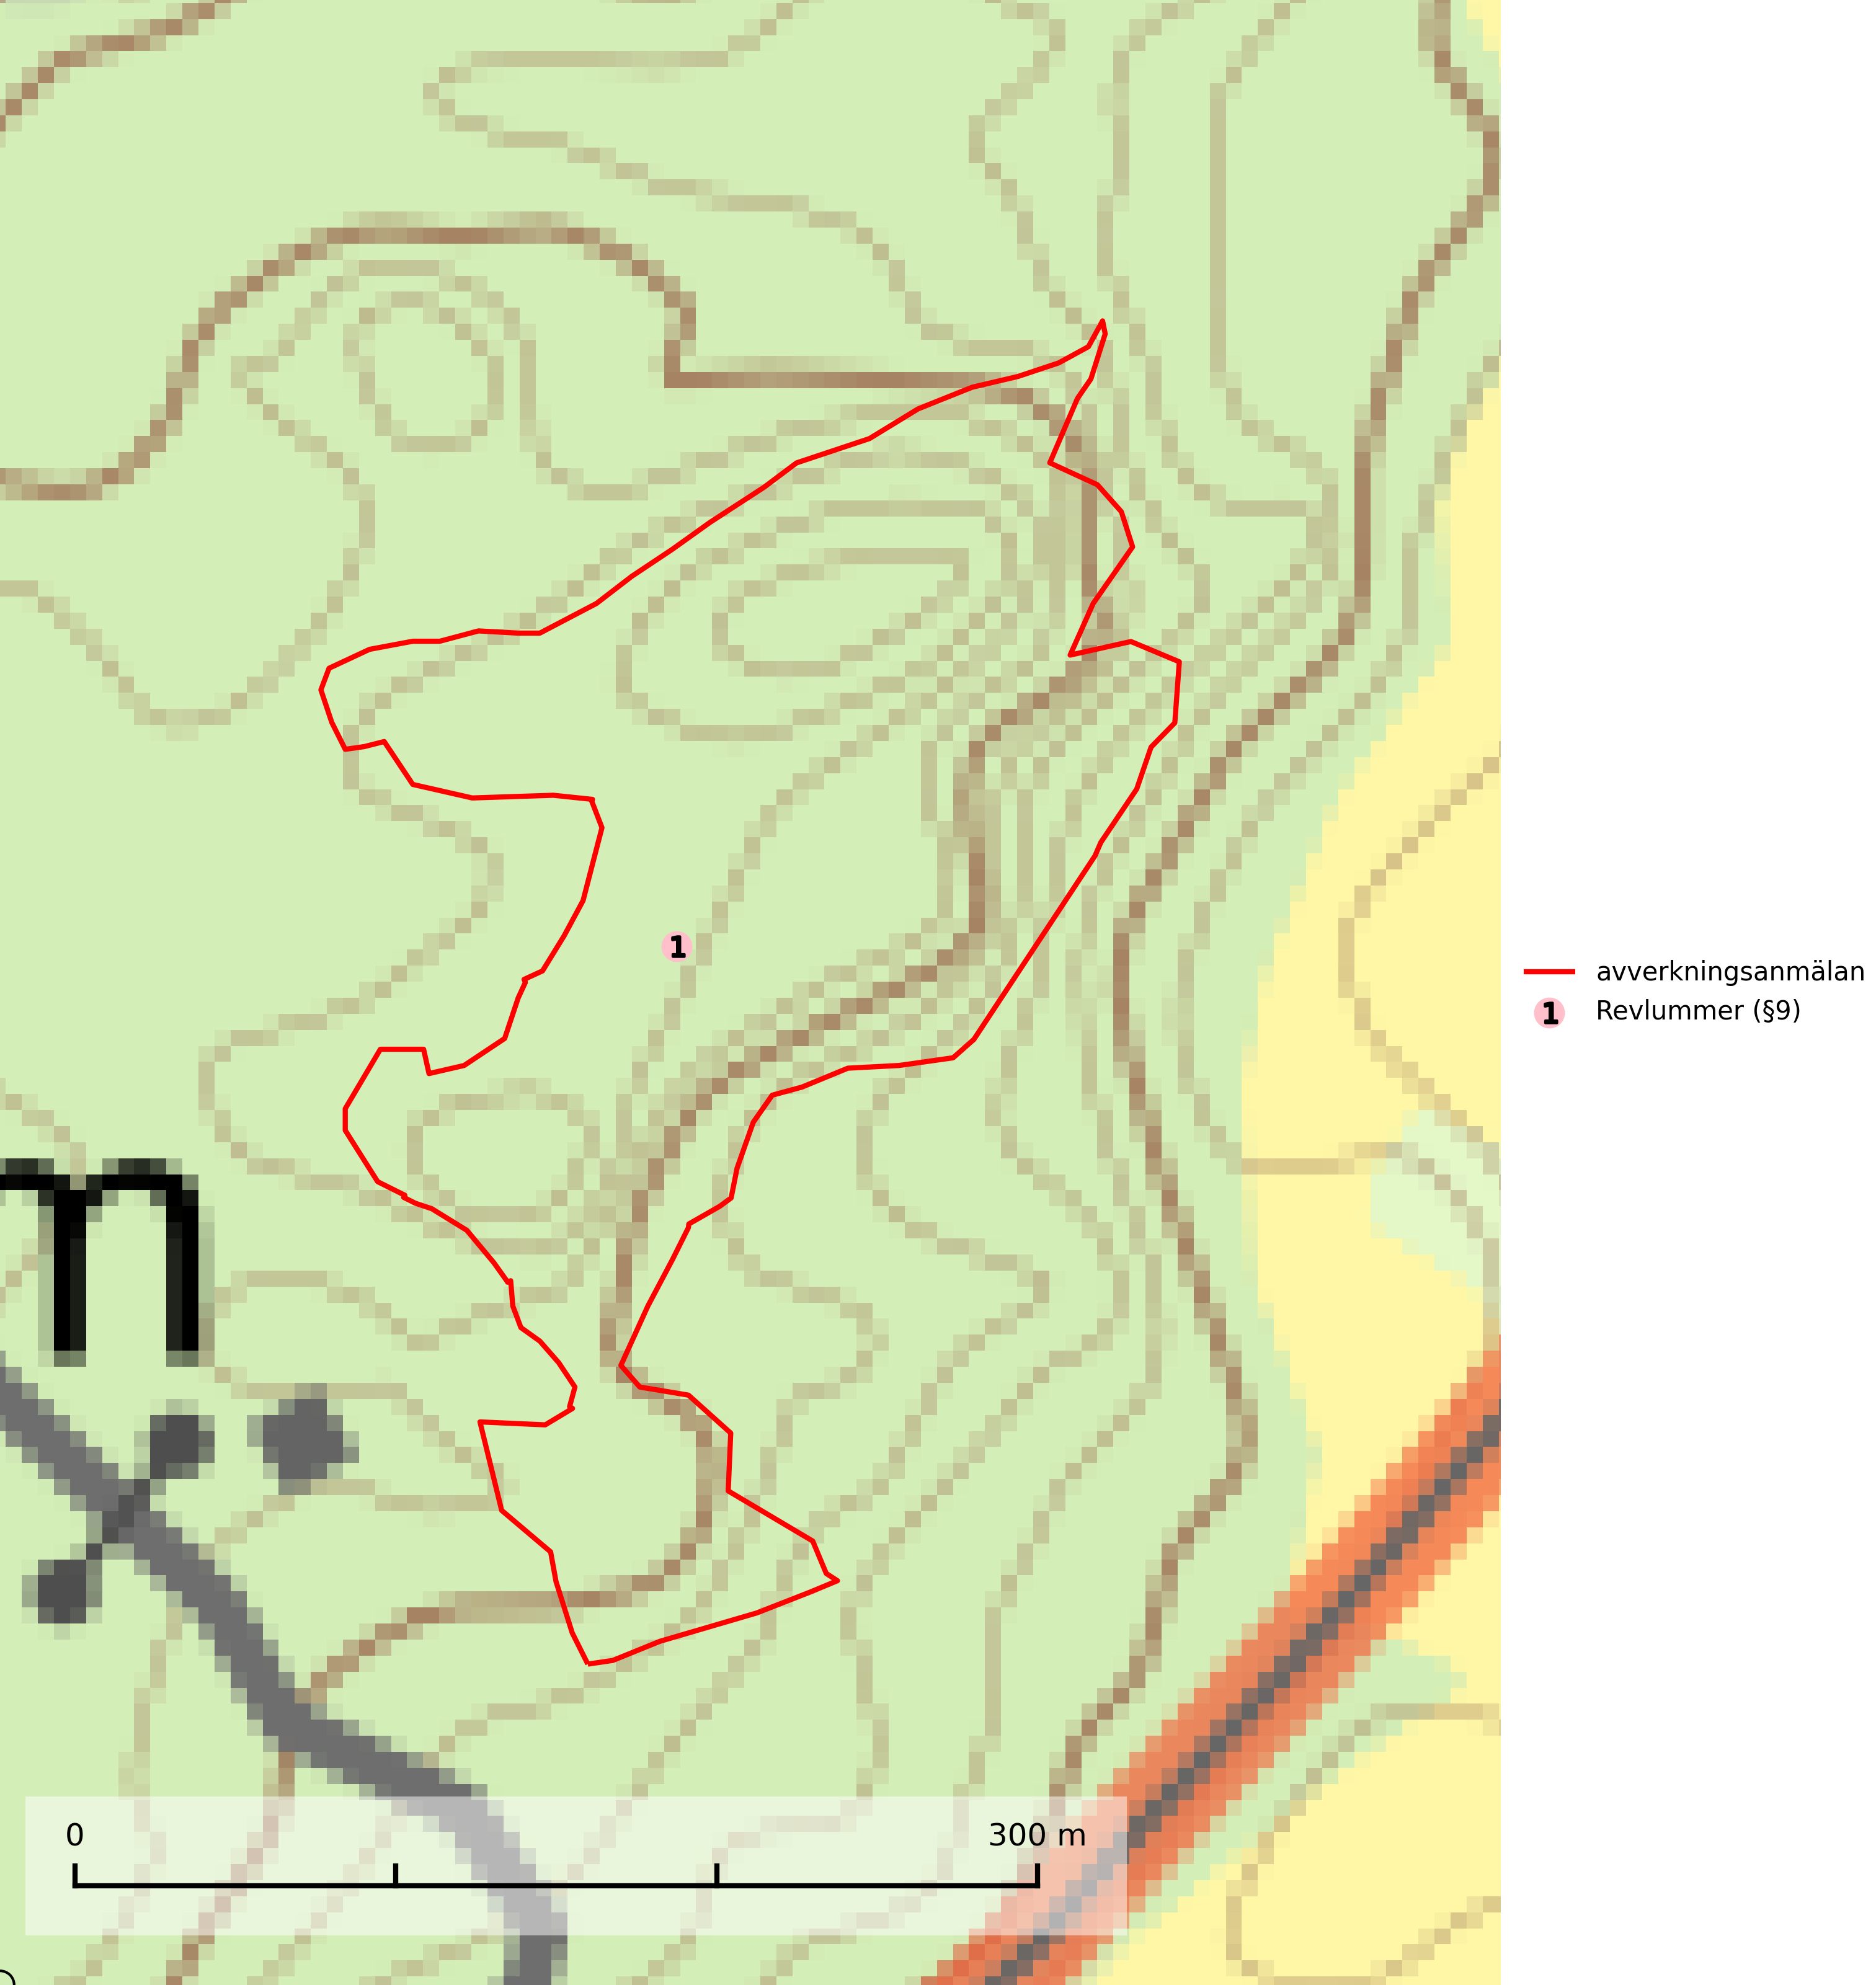 1
n
avverkningsanmälan
1 Revlummer (§9)
0 300 m